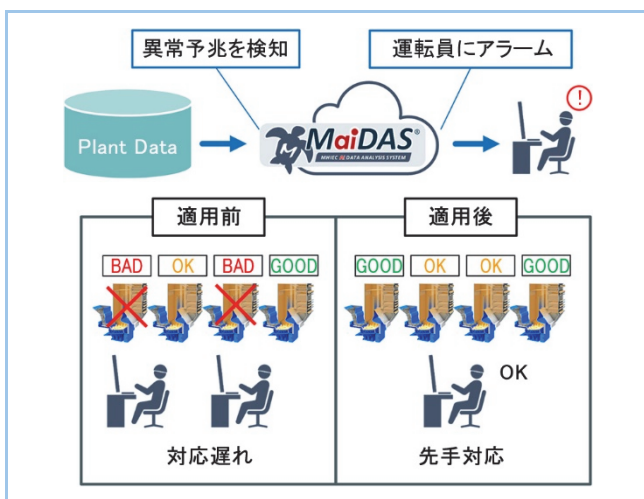 異常予兆を検知
運転員にアラーム
Plant Data
MaiDAS®
MHIEC AI DATA ANALYSIS SYSTEM
!
適用前
適用後
BAD OK BAD GOOD
GOOD OK OK GOOD
OK
対応遅れ
先手対応